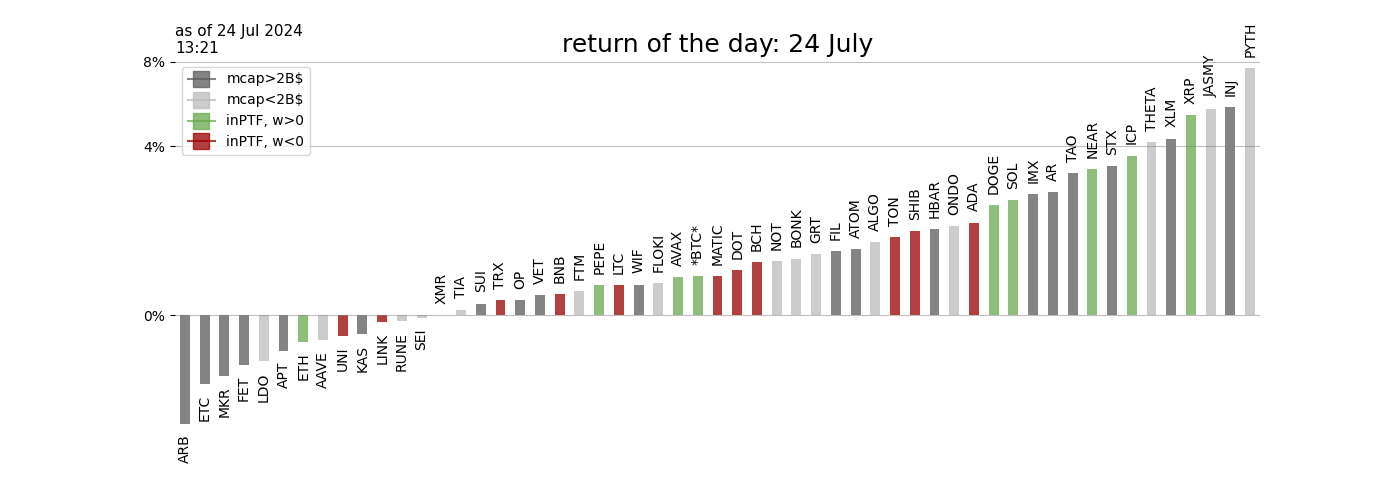 as of 24 Jul 2024
13:21
return of the day: 24 July
8%
4%
0%
mcap>2B$
mcap<2B$
inPTF, w>0
inPTF, w<0
ARB
ETC
MKR
FET
LDO
APT
ETH
AAVE
UNI
KAS
LINK
RUNE
SEI
XMR
TIA
SUI
TRX
OP
VET
BNB
FTM
PEPE
LTC
WIF
FLOKI
AVAX
*BTC*
MATIC
DOT
BCH
NOT
BONK
GRT
FIL
ATOM
ALGO
TON
SHIB
HBAR
ONDO
ADA
DOGE
SOL
IMX
AR
TAO
NEAR
STX
ICP
THETA
XLM
XRP
JASMY
INJ
PYTH